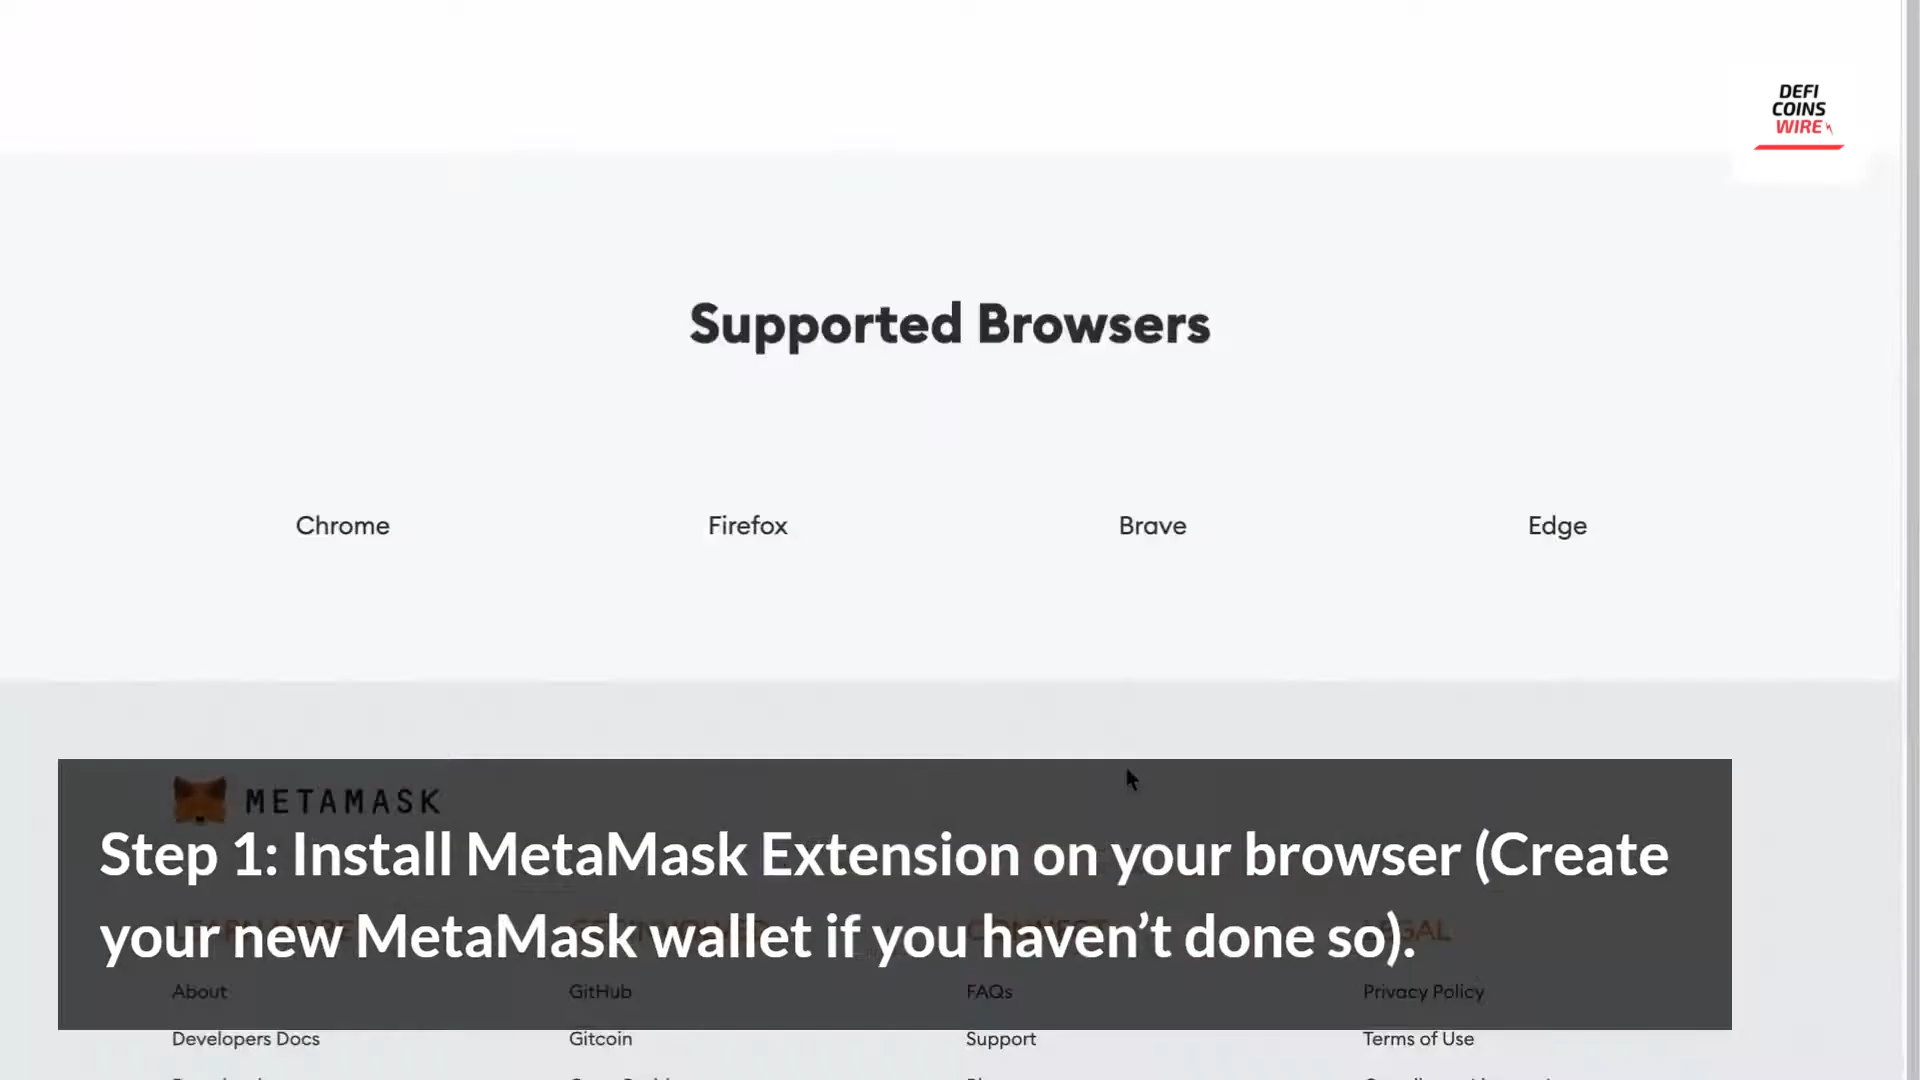 DEFI
COINS
WIRE
Supported Browsers
Chrome Firefox Brave Edge
METAMASK
Step 1: Install MetaMask Extension on your browser (Create
your new MetaMask wallet if you haven’t done so).
About GitHub FAQs Privacy Policy
Developers Docs Gitcoin Support Terms of Use